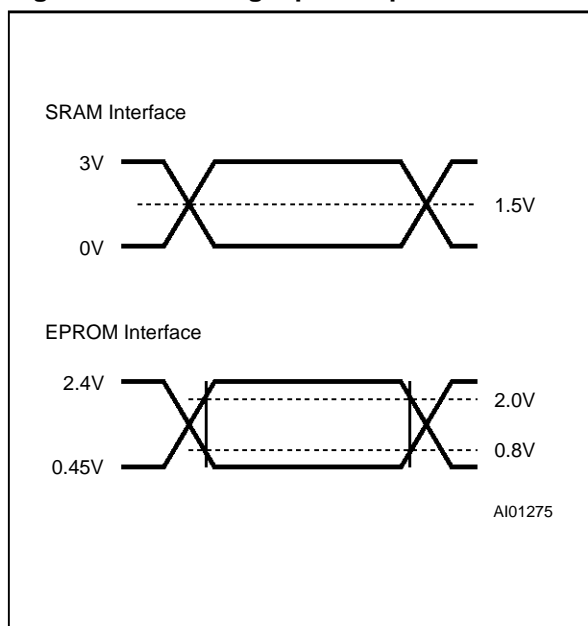 SRAM Interface
3V
1.5V
0V
EPROM Interface
2.4V
2.0V
0.8V
0.45V
AI01275